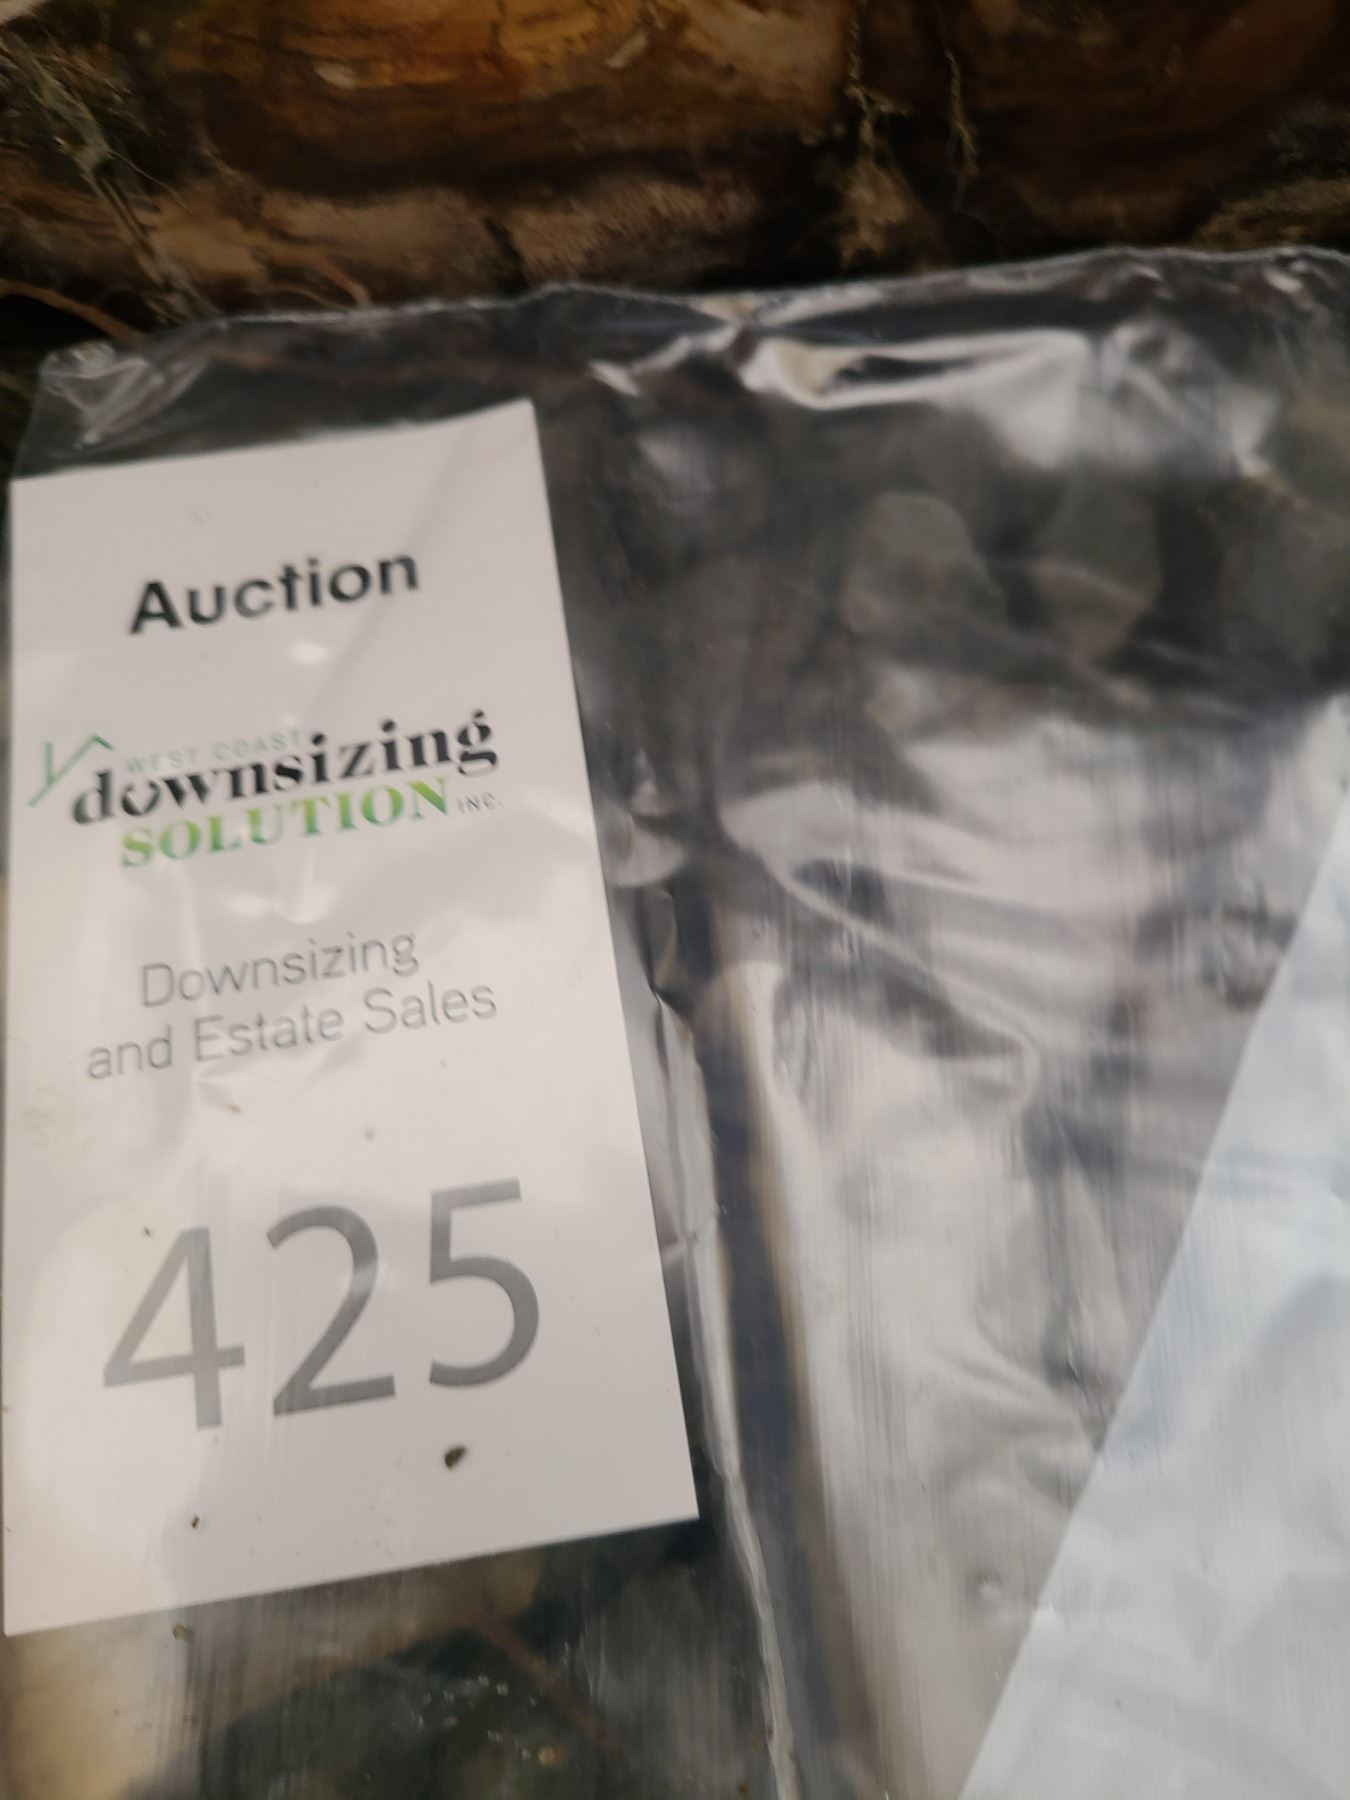 Auction
WEST COAST
downsizing
SOLUTION INC.
Downsizing
and Estate Sales
425